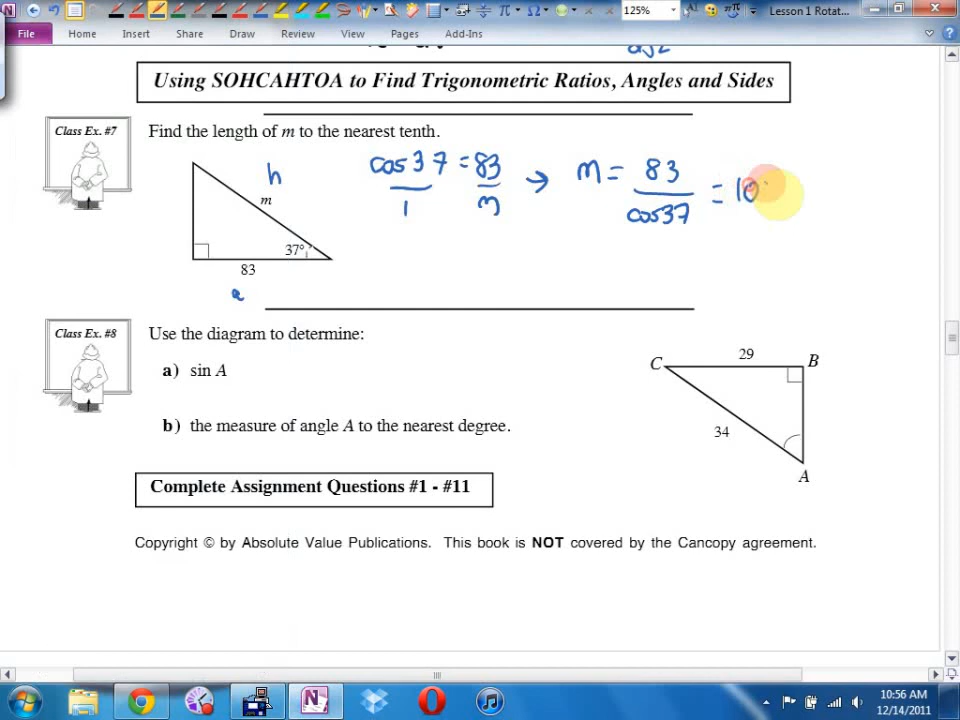 125% Lesson 1 Rotat...
File Home Insert Share Draw Review View Pages Add-Ins
Using SOHCAHTOA to Find Trigonometric Ratios, Angles and Sides
Class Ex. #7
Find the length of m to the nearest tenth.
h
m
37°
83
a
cos37 = 83
1 m
→ m = 83
cos37
= 10
Class Ex. #8
Use the diagram to determine:
a) sin A
b) the measure of angle A to the nearest degree.
C 29 B
34
A
Complete Assignment Questions #1 - #11
Copyright © by Absolute Value Publications. This book is NOT covered by the Cancopy agreement.
10:56 AM
12/14/2011